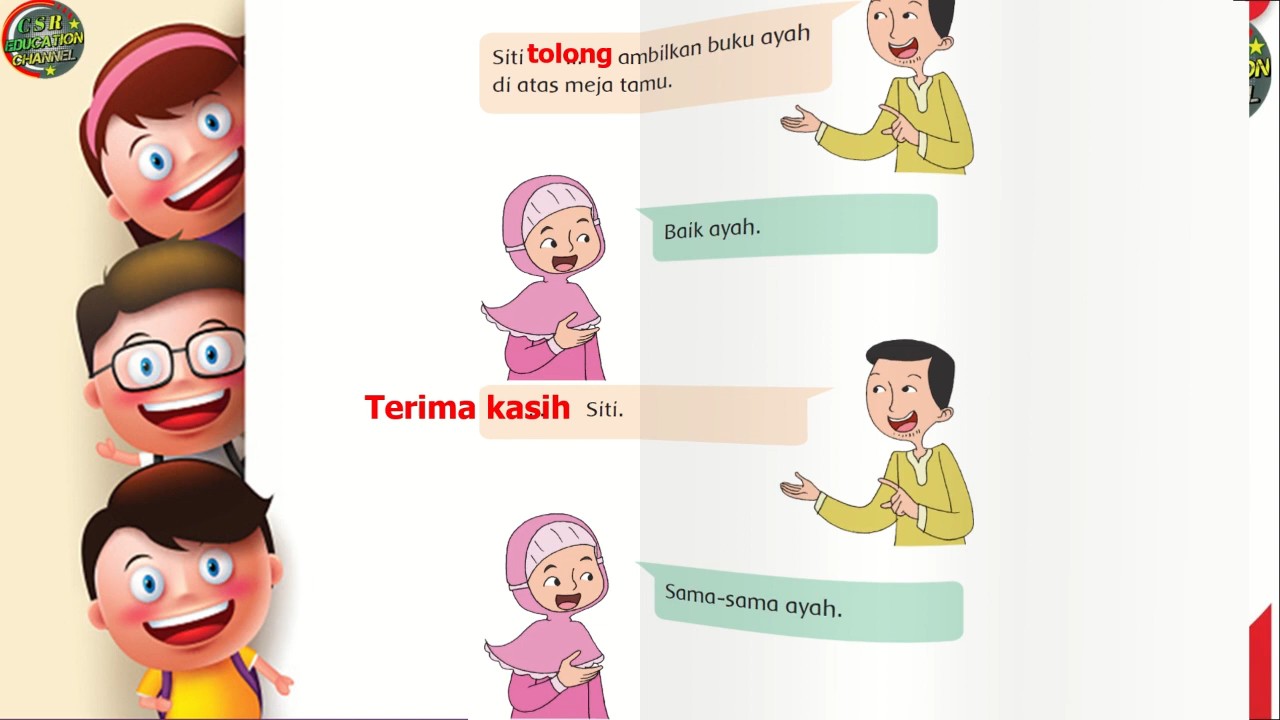 GSR
EDUCATION
CHANNEL
Siti tolong ambilkan buku ayah
di atas meja tamu.
Baik ayah.
Terima kasih Siti.
Sama-sama ayah.